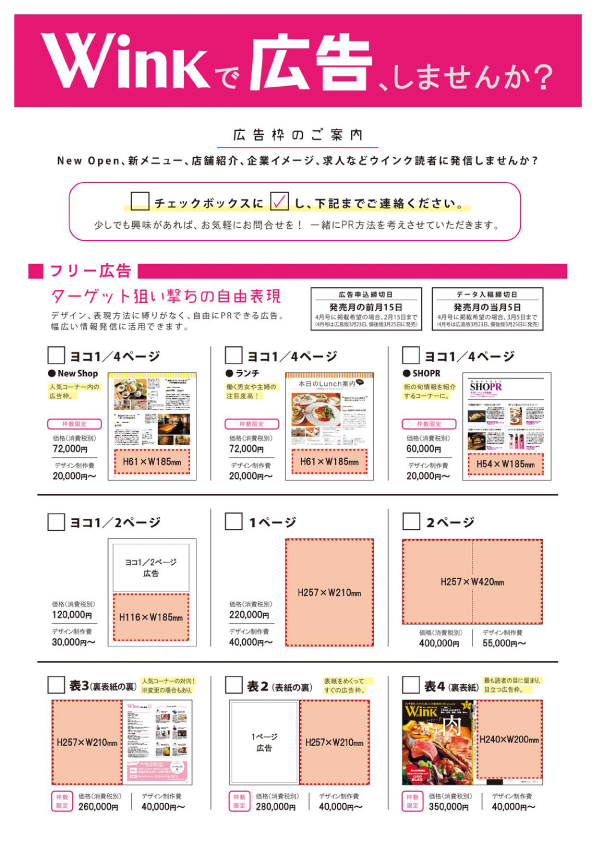 Winkで広告、しませんか？
広告枠のご案内
New Open、新メニュー、店舗紹介、企業イメージ、求人などウインク読者に発信しませんか？
チェックボックスに し、下記までご連絡ください。
少しでも興味があれば、お気軽にお問合せを！ 一緒にPR方法を考えさせていただきます。
フリー広告
ターゲット狙い撃ちの自由表現
デザイン、表現方法に縛りがなく、自由にPRできる広告。
幅広い情報発信に活用できます。
広告申込締切日
発売月の前月15日
4月号に掲載希望の場合、2月15日まで
(4月号は広島版3月23日、備後版3月25日に発売)
データ入稿締切日
発売月の当月5日
4月号に掲載希望の場合、3月5日まで
(4月号は広島版3月23日、備後版3月25日に発売)
ヨコ1／4ページ
●New Shop
人気コーナー内の
広告枠。
枠数限定
価格(消費税別)
72,000円
デザイン制作費
20,000円〜
H61×W185mm
ヨコ1／4ページ
●ランチ
働く男女や主婦の
注目度高！
枠数限定
価格(消費税別)
72,000円
デザイン制作費
20,000円〜
本日のLunch案内
H61×W185mm
ヨコ1／4ページ
●SHOPR
街の旬情報を紹介
するコーナーに。
枠数限定
価格(消費税別)
60,000円
デザイン制作費
20,000円〜
SHOPR
H54×W185mm
ヨコ1／2ページ
価格(消費税別)
120,000円
デザイン制作費
30,000円〜
ヨコ1／2ページ
広告
H116×W185mm
1ページ
価格(消費税別)
220,000円
デザイン制作費
40,000円〜
H257×W210mm
2ページ
H257×W420mm
価格(消費税別)
400,000円
デザイン制作費
55,000円〜
表3(裏表紙の裏)
人気コーナーの対向！
※変更の場合もあり。
H257×W210mm
Wink
枠数
限定
価格(消費税別)
260,000円
デザイン制作費
40,000円〜
表2(表紙の裏)
表紙をめくって
すぐの広告枠。
1ページ
広告
H257×W210mm
枠数
限定
価格(消費税別)
280,000円
デザイン制作費
40,000円〜
表4(裏表紙)
最も読者の目に留まり、
目立つ広告枠。
Wink
肉
H240×W200mm
枠数
限定
価格(消費税別)
350,000円
デザイン制作費
40,000円〜